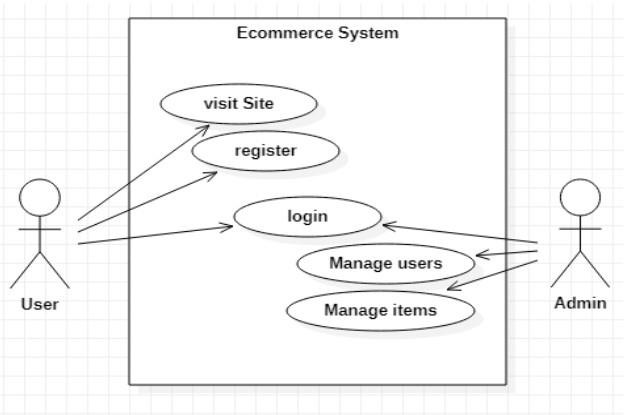 Ecommerce System
visit Site
register
login
Manage users
Manage items
User
Admin